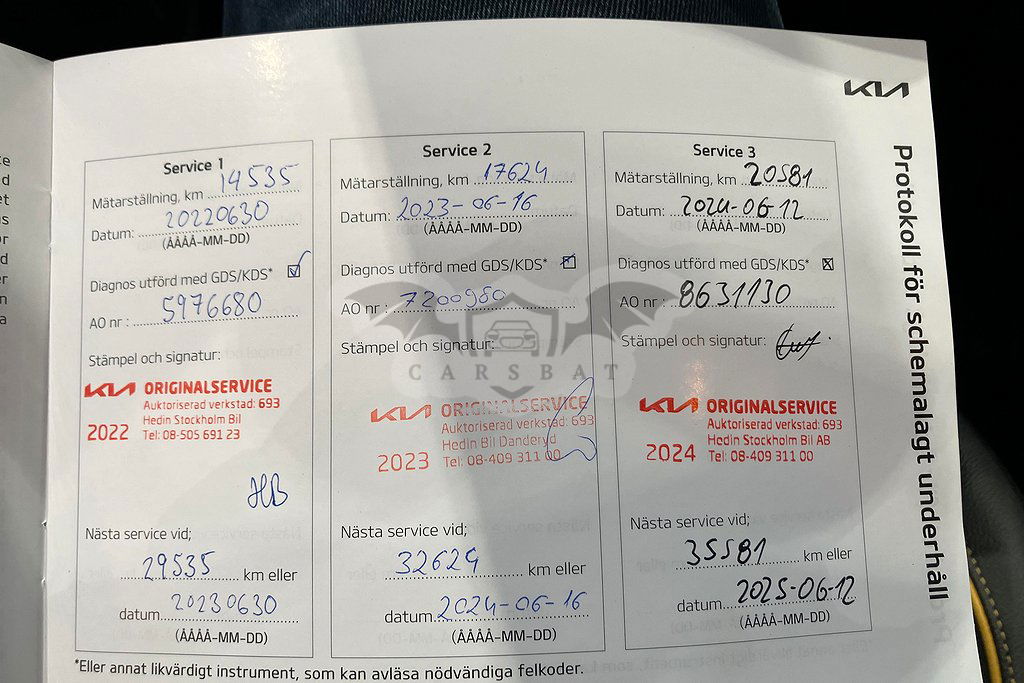 KIA
Protokoll för schemalagt underhåll
Service 1
Mätarställning, km 14535
20220630
Datum:
(ÅÅÅÅ-MM-DD)
Diagnos utförd med GDS/KDS*
5976680
AO nr :
Stämpel och signatur:
KIA ORIGINALSERVICE
Auktoriserad verkstad: 693
Hedin Stockholm Bil
2022 Tel: 08-505 691 23
HB
Nästa service vid;
29535 km eller
datum 20230630
(ÅÅÅÅ-MM-DD)
Service 2
Mätarställning, km 17624
Datum: 2023-06-16
(ÅÅÅÅ-MM-DD)
Diagnos utförd med GDS/KDS*
AO nr : 7200980
Stämpel och signatur:
KIA ORIGINALSERVICE
Auktoriserad verkstad: 693
Hedin Bil Danderyd
2023 Tel: 08-409 311 00
Nästa service vid;
32624 km eller
datum 2024-06-16
(ÅÅÅÅ-MM-DD)
Service 3
Mätarställning, km 20581
Datum: 2024-06-12
(ÅÅÅÅ-MM-DD)
Diagnos utförd med GDS/KDS*
AO nr : 8631130
Stämpel och signatur:
KIA ORIGINALSERVICE
Auktoriserad verkstad: 693
Hedin Stockholm Bil AB
2024 Tel: 08-409 311 00
Nästa service vid;
35581 km eller
datum 2025-06-12
(ÅÅÅÅ-MM-DD)
*Eller annat likvärdigt instrument, som kan avläsa nödvändiga felkoder.
CARSBAT